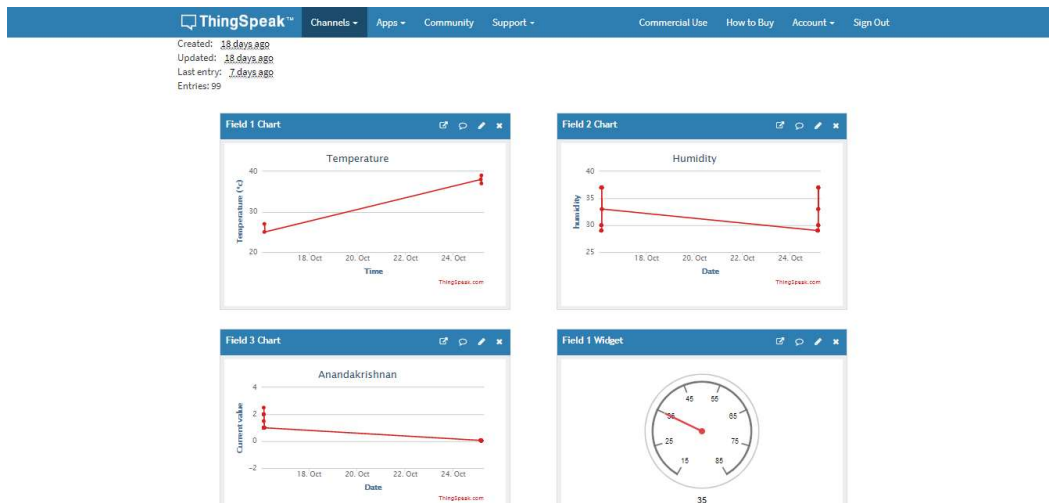 ThingSpeak™ Channels Apps Community Support Commercial Use How to Buy Account Sign Out
Created: 18 days ago
Updated: 18 days ago
Last entry: 7 days ago
Entries: 99
Field 1 Chart
Temperature
Temperature (°c)
40
30
20
18. Oct 20. Oct 22. Oct 24. Oct
Time
ThingSpeak.com
Field 2 Chart
Humidity
humidity
40
35
30
25
18. Oct 20. Oct 22. Oct 24. Oct
Date
ThingSpeak.com
Field 3 Chart
Anandakrishnan
Current value
4
2
0
-2
18. Oct 20. Oct 22. Oct 24. Oct
Date
ThingSpeak.com
Field 1 Widget
45 55
35 65
25 75
15 85
35